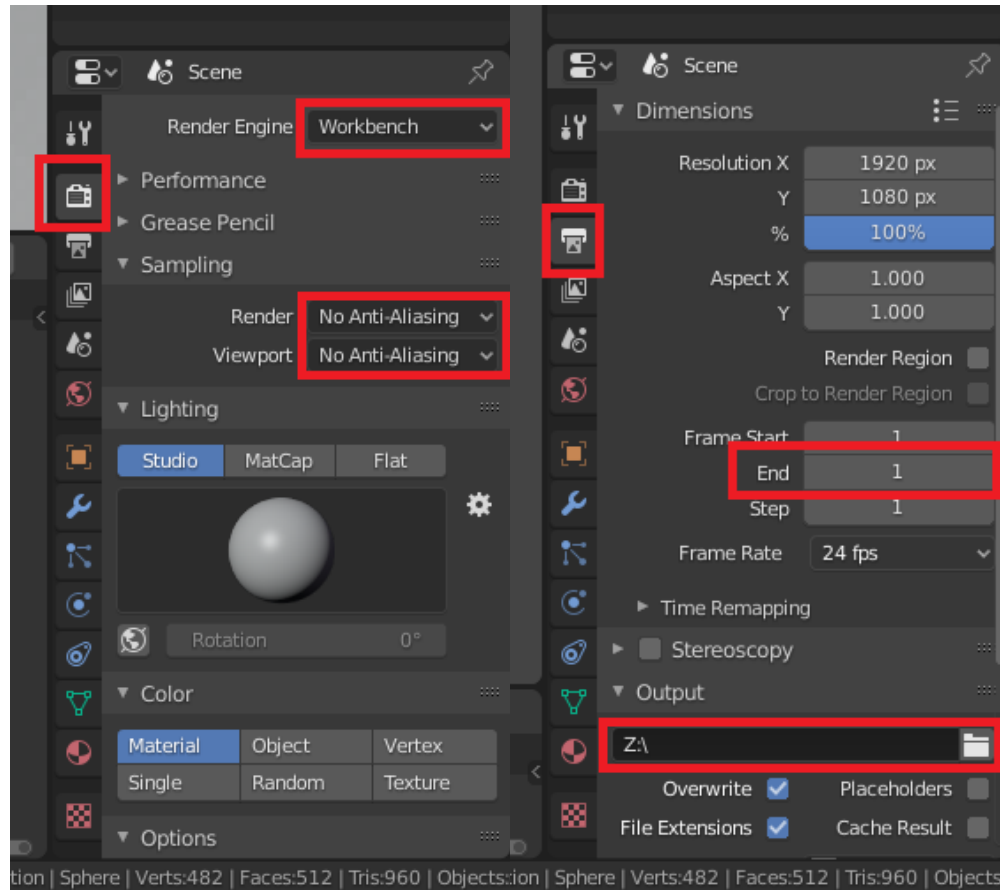 Scene
Render Engine Workbench
Performance
Grease Pencil
Sampling
Render No Anti-Aliasing
Viewport No Anti-Aliasing
Lighting
Studio MatCap Flat
Rotation 0°
Color
Material Object Vertex
Single Random Texture
Options
tion | Sphere | Verts:482 | Faces:512 | Tris:960 | Objects:
Scene
Dimensions
Resolution X 1920 px
Y 1080 px
% 100%
Aspect X 1.000
Y 1.000
Render Region
Crop to Render Region
Frame Start 1
End 1
Step 1
Frame Rate 24 fps
Time Remapping
Stereoscopy
Output
Z:\
Overwrite Placeholders
File Extensions Cache Result
ion | Sphere | Verts:482 | Faces:512 | Tris:960 | Objects